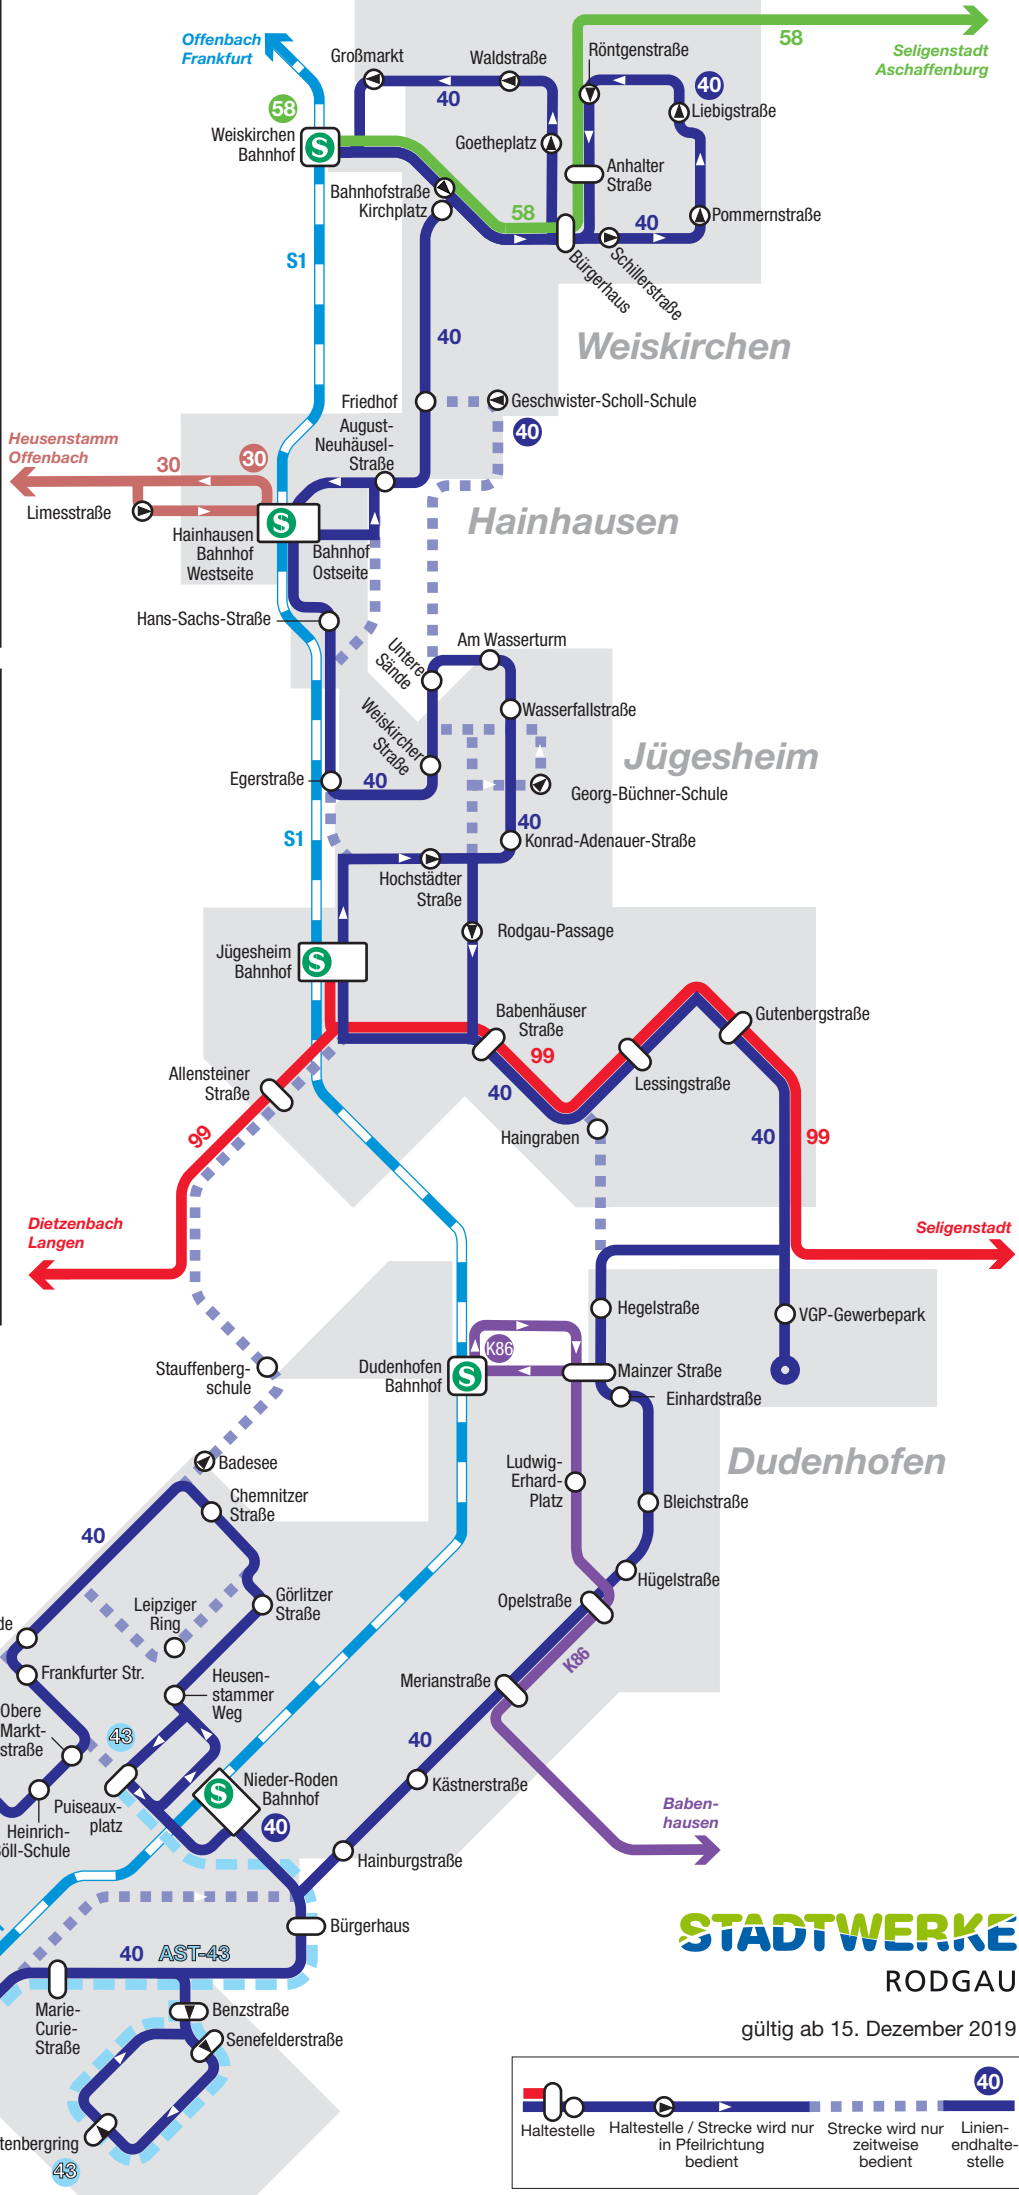 Offenbach
Frankfurt
Großmarkt
Waldstraße
Röntgenstraße
58
Seligenstadt
Aschaffenburg
40
40
Liebigstraße
58
Weiskirchen
Bahnhof
S
Goetheplatz
Anhalter
Straße
Bahnhofstraße
Kirchplatz
58
40
Pommernstraße
Schillerstraße
Bürgerhaus
S1
40
Weiskirchen
Friedhof
Geschwister-Scholl-Schule
40
August-
Neuhäusel-
Straße
Heusenstamm
Offenbach
30
30
Limesstraße
S
Hainhausen
Hainhausen
Bahnhof
Westseite
Bahnhof
Ostseite
Hans-Sachs-Straße
Am Wasserturm
Untere
Sände
Wasserfallstraße
Weiskircher
Straße
Jügesheim
Egerstraße
40
Georg-Büchner-Schule
40
S1
Konrad-Adenauer-Straße
Hochstädter
Straße
Rodgau-Passage
Jügesheim
Bahnhof
S
Babenhäuser
Straße
Gutenbergstraße
99
Lessingstraße
Allensteiner
Straße
40
99
Haingraben
40
99
Dietzenbach
Langen
Seligenstadt
Hegelstraße
VGP-Gewerbepark
K86
Stauffenberg-
schule
Dudenhofen
Bahnhof
S
Mainzer Straße
Einhardstraße
Dudenhofen
Badesee
Ludwig-
Erhard-
Platz
Chemnitzer
Straße
Bleichstraße
40
Hügelstraße
Leipziger
Ring
Görlitzer
Straße
Opelstraße
de
K86
Frankfurter Str.
Heusen-
stammer
Weg
Merianstraße
Obere
Markt-
straße
43
40
Nieder-Roden
Bahnhof
S
Kästnerstraße
Puiseaux-
platz
40
Baben-
hausen
Heinrich-
öll-Schule
Hainburgstraße
Bürgerhaus
STADTWERKE
RODGAU
40
AST-43
Marie-
Curie-
Straße
Benzstraße
Senefelderstraße
gültig ab 15. Dezember 2019
tenbergring
43
40
Haltestelle
Haltestelle / Strecke wird nur
in Pfeilrichtung
bedient
Strecke wird nur
zeitweise
bedient
Linien-
endhalte-
stelle